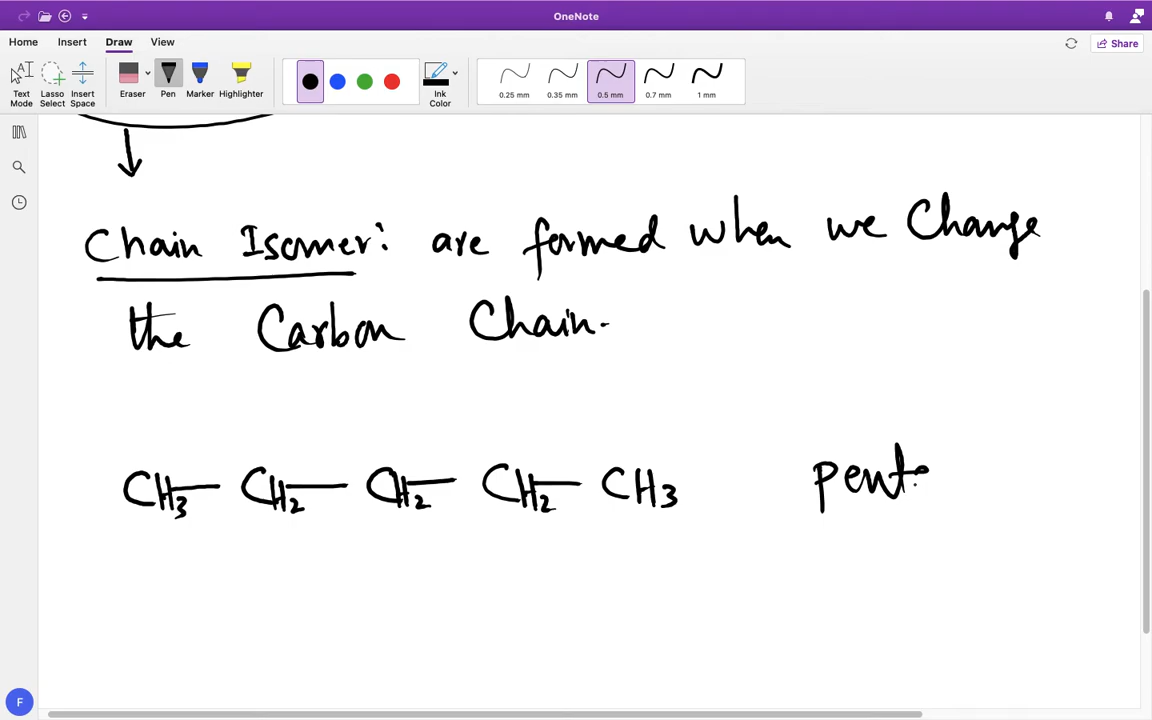 OneNote
Home Insert Draw View
Share
Text Mode
Lasso Select
Insert Space
Eraser
Pen
Marker
Highlighter
Ink Color
0.25 mm
0.35 mm
0.5 mm
0.7 mm
1 mm
Chain Isomer: are formed when we Change
the Carbon Chain.
CH3 — CH2 — CH2 — CH2 — CH3 pent
F